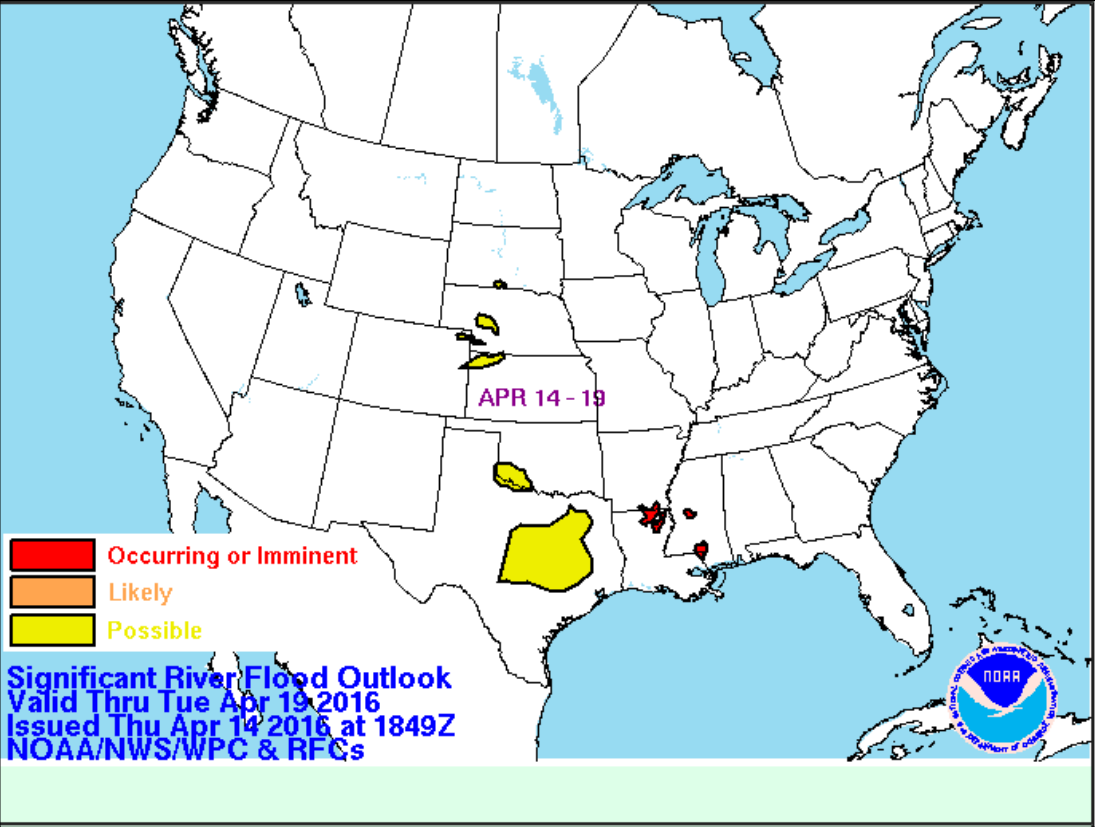 APR 14 - 19
Occurring or Imminent
Likely
Possible
Significant River Flood Outlook
Valid Thru Tue Apr 19 2016
Issued Thu Apr 14 2016 at 1849Z
NOAA/NWS/WPC & RFCs
NOAA